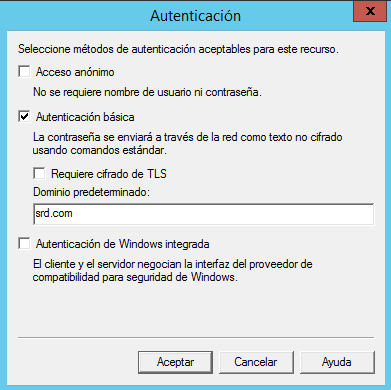 Autenticación
x
Seleccione métodos de autenticación aceptables para este recurso.
Acceso anónimo
No se requiere nombre de usuario ni contraseña.
Autenticación básica
La contraseña se enviará a través de la red como texto no cifrado
usando comandos estándar.
Requiere cifrado de TLS
Dominio predeterminado:
srd.com
Autenticación de Windows integrada
El cliente y el servidor negocian la interfaz del proveedor de
compatibilidad para seguridad de Windows.
Aceptar
Cancelar
Ayuda